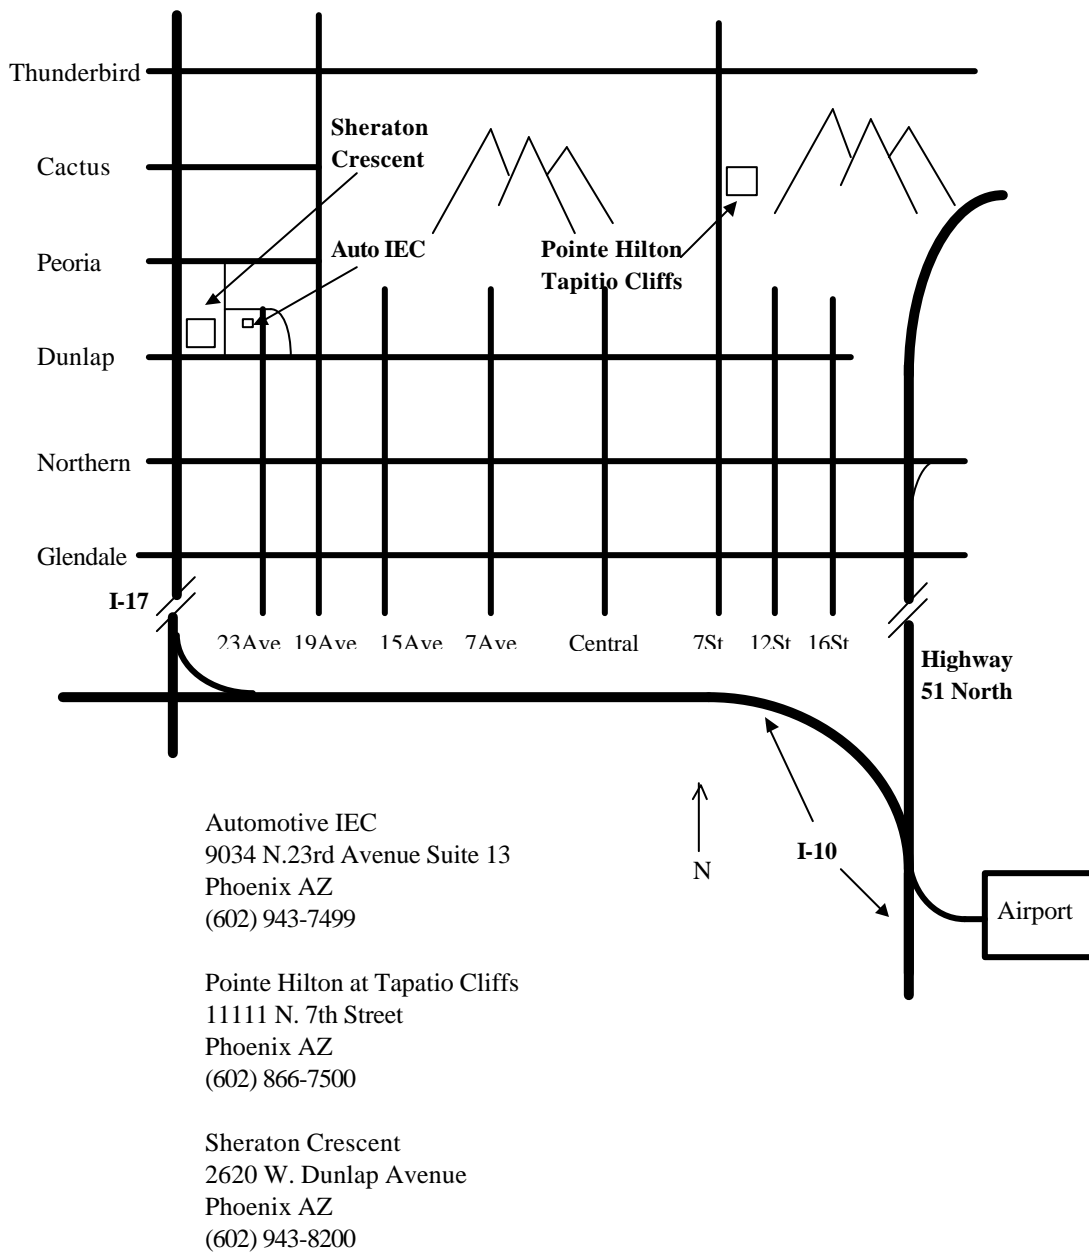 Thunderbird
Sheraton
Crescent
Cactus
Auto IEC
Pointe Hilton
Tapitio Cliffs
Peoria
Dunlap
Northern
Glendale
I-17
23Ave
19Ave
15Ave
7Ave
Central
7St
12St
16St
Highway
51 North
I-10
N
Airport
Automotive IEC
9034 N.23rd Avenue Suite 13
Phoenix AZ
(602) 943-7499
Pointe Hilton at Tapatio Cliffs
11111 N. 7th Street
Phoenix AZ
(602) 866-7500
Sheraton Crescent
2620 W. Dunlap Avenue
Phoenix AZ
(602) 943-8200